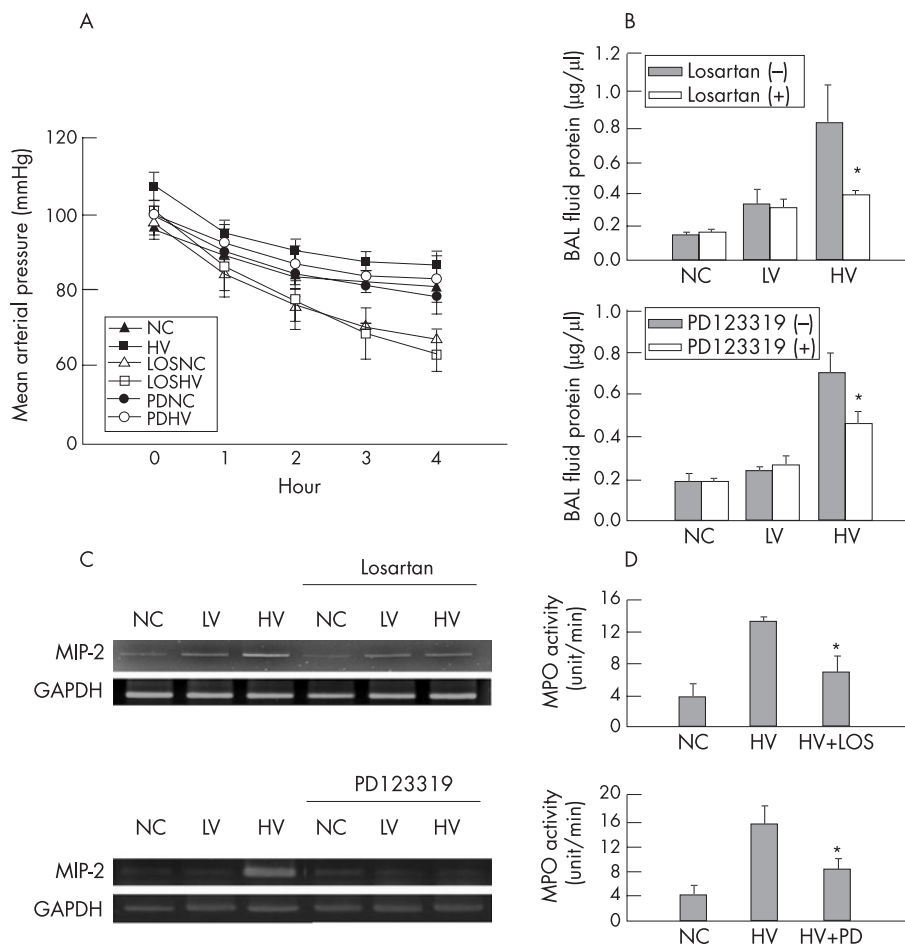 A
Mean arterial pressure (mmHg)
120
100
80
60
0
NC
HV
LOSNC
LOSHV
PDNC
PDHV
0 1 2 3 4
Hour
B
BAL fluid protein (µg/µl)
1.2
1.0
0.8
0.6
0.4
0.2
0.0
Losartan (–)
Losartan (+)
*
NC LV HV
BAL fluid protein (µg/µl)
1.0
0.8
0.4
0.2
0.0
PD123319 (–)
PD123319 (+)
*
NC LV HV
C
Losartan
NC LV HV NC LV HV
MIP-2
GAPDH
PD123319
NC LV HV NC LV HV
MIP-2
GAPDH
D
MPO activity
(unit/min)
16
12
8
4
0
*
NC HV HV+LOS
MPO activity
(unit/min)
20
16
12
8
4
0
*
NC HV HV+PD